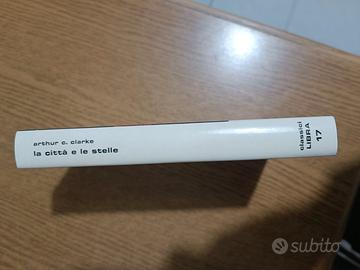 arthur c. clarke
la città e le stelle
classici
LIBRA
17
subito